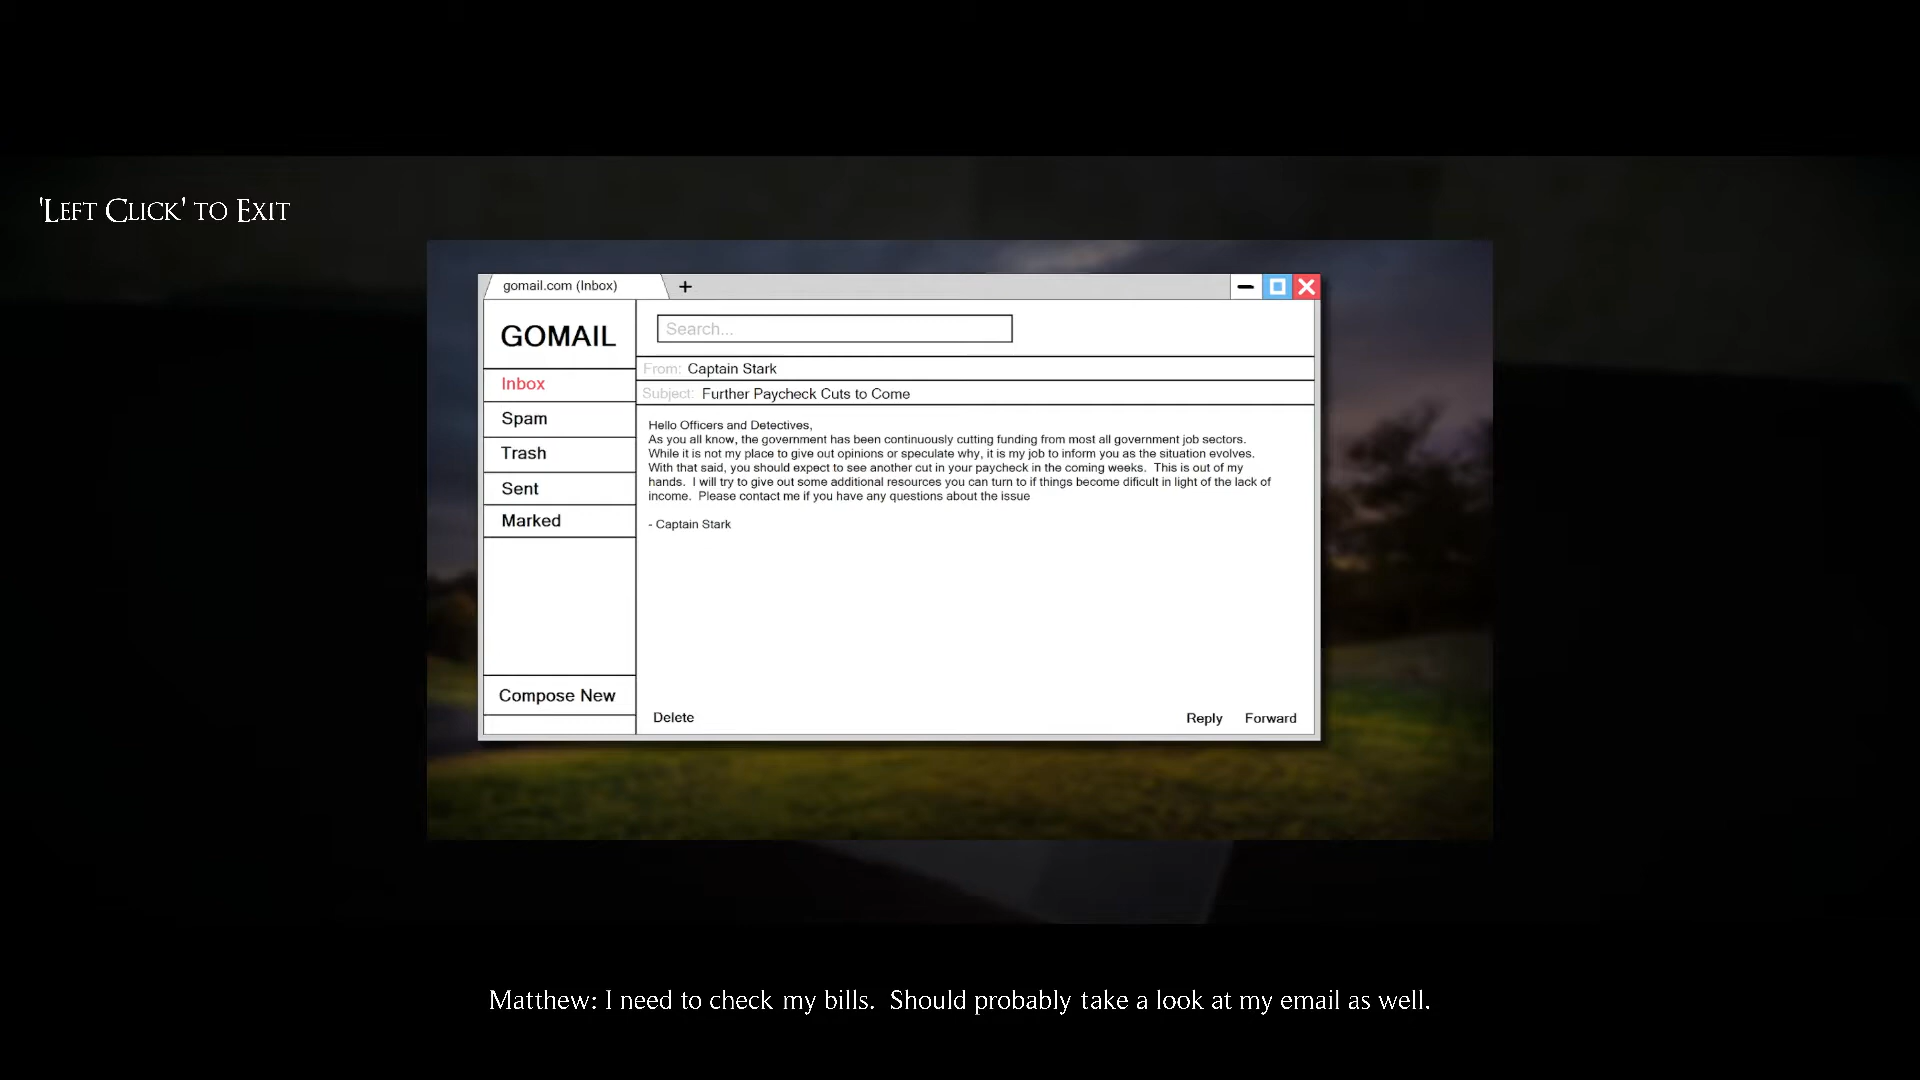 'Left Click' to Exit
gomail.com (Inbox)
+
GOMAIL
Search...
Inbox
Spam
Trash
Sent
Marked
Compose New
From: Captain Stark
Subject: Further Paycheck Cuts to Come
Hello Officers and Detectives,
As you all know, the government has been continuously cutting funding from most all government job sectors.
While it is not my place to give out opinions or speculate why, it is my job to inform you as the situation evolves.
With that said, you should expect to see another cut in your paycheck in the coming weeks.  This is out of my
hands.  I will try to give out some additional resources you can turn to if things become dificult in light of the lack of
income.  Please contact me if you have any questions about the issue
- Captain Stark
Delete
Reply
Forward
Matthew: I need to check my bills.  Should probably take a look at my email as well.